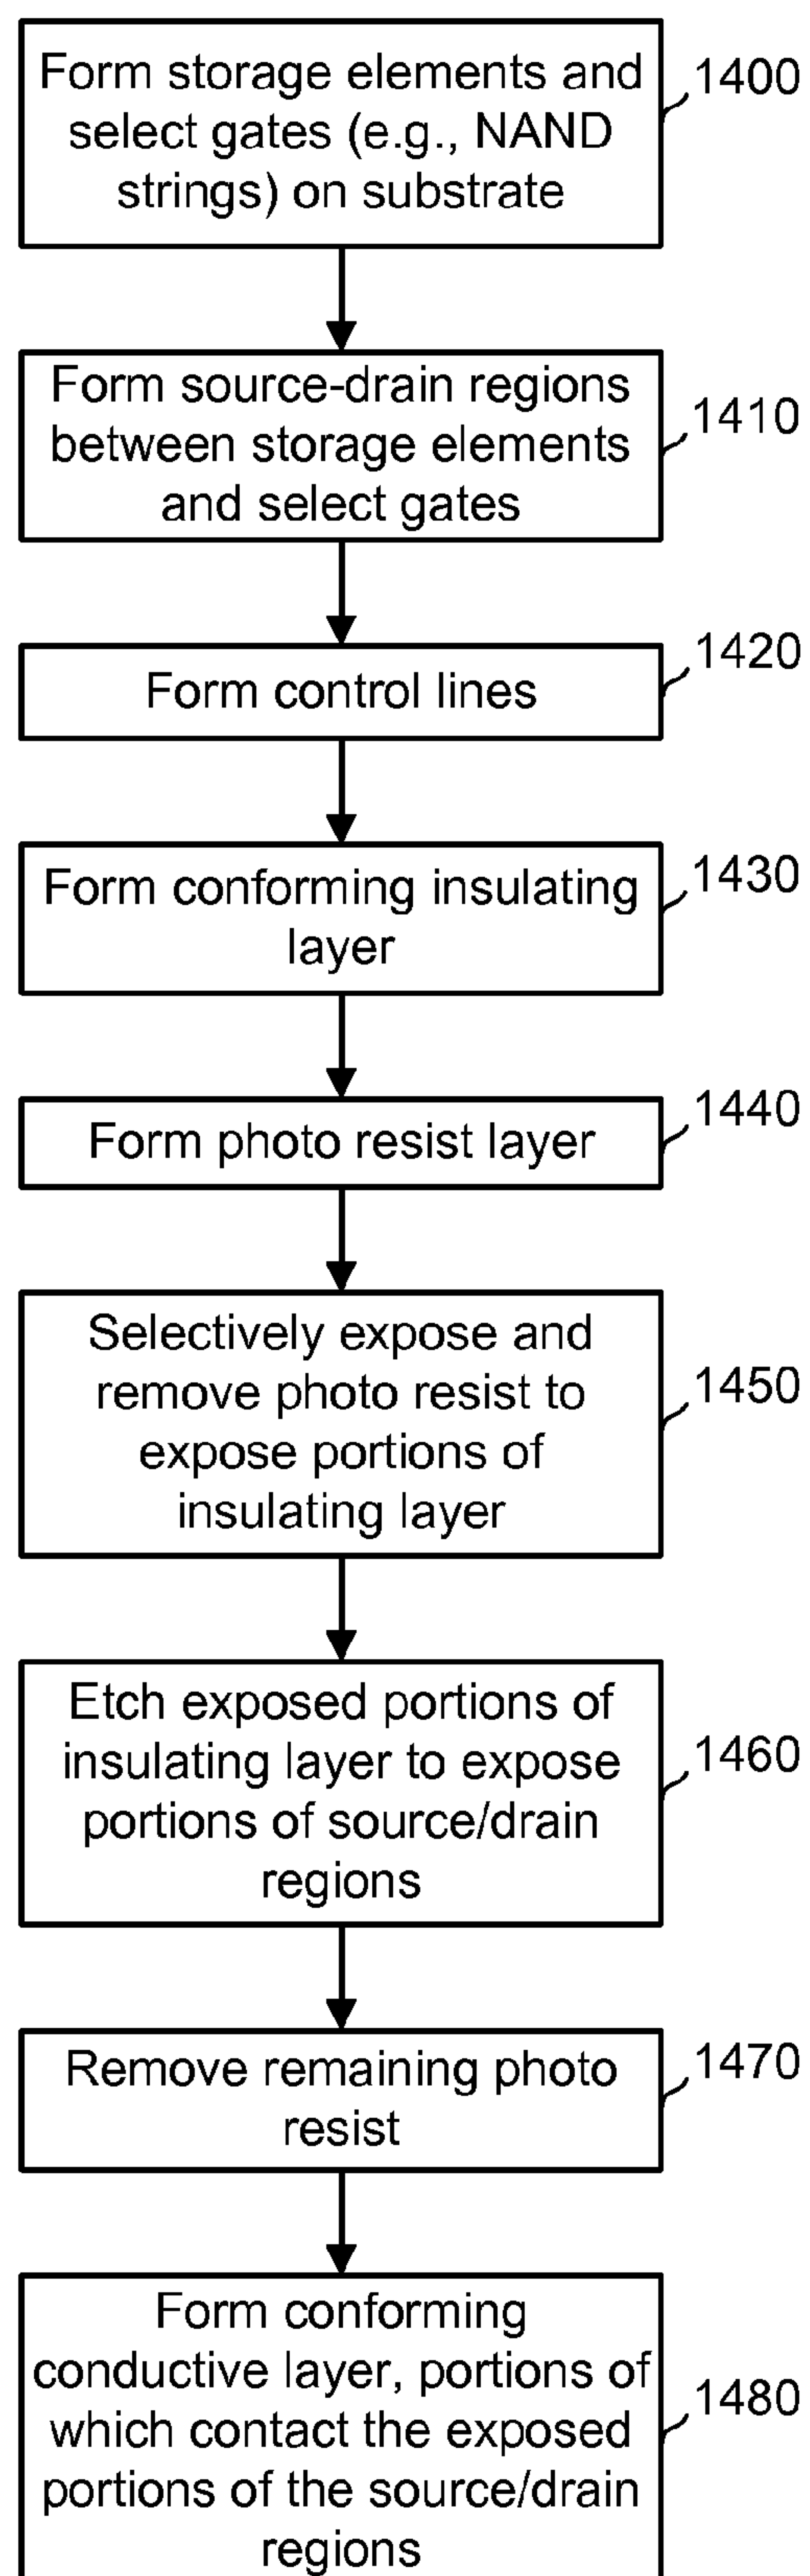 Form storage elements and
select gates (e.g., NAND
strings) on substrate
1400
Form source-drain regions
between storage elements
and select gates
1410
Form control lines
1420
Form conforming insulating
layer
1430
Form photo resist layer
1440
Selectively expose and
remove photo resist to
expose portions of
insulating layer
1450
Etch exposed portions of
insulating layer to expose
portions of source/drain
regions
1460
Remove remaining photo
resist
1470
Form conforming
conductive layer, portions of
which contact the exposed
portions of the source/drain
regions
1480